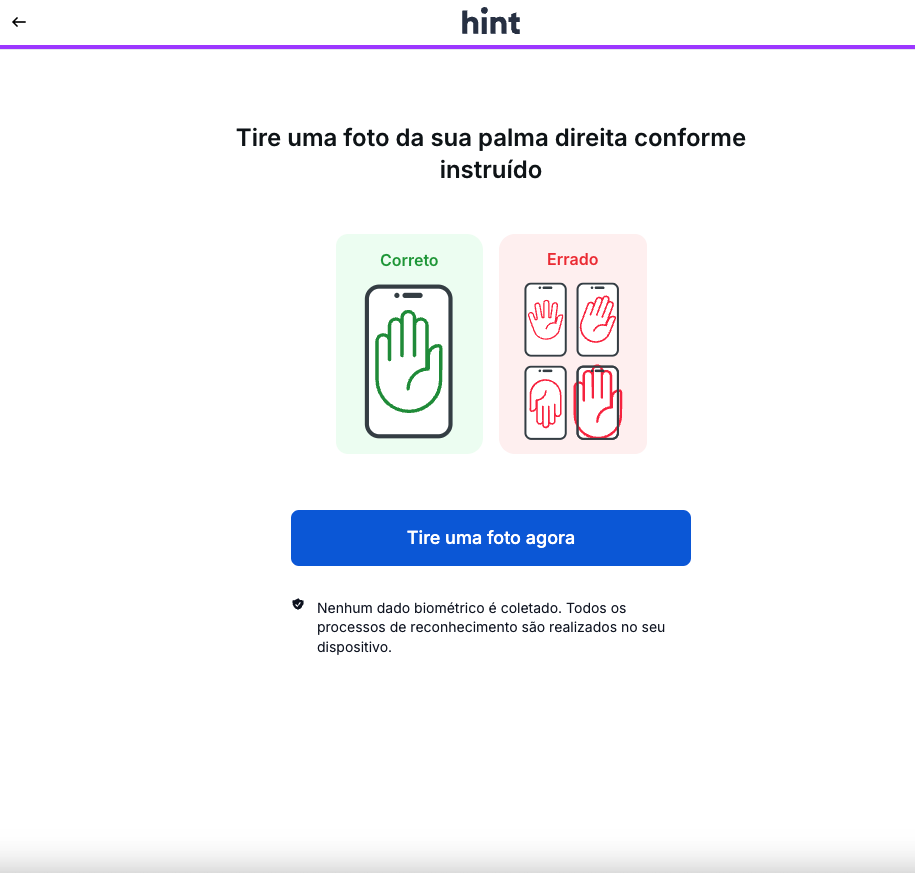 hint
Tire uma foto da sua palma direita conforme
instruído
Correto
Errado
Tire uma foto agora
Nenhum dado biométrico é coletado. Todos os
processos de reconhecimento são realizados no seu
dispositivo.